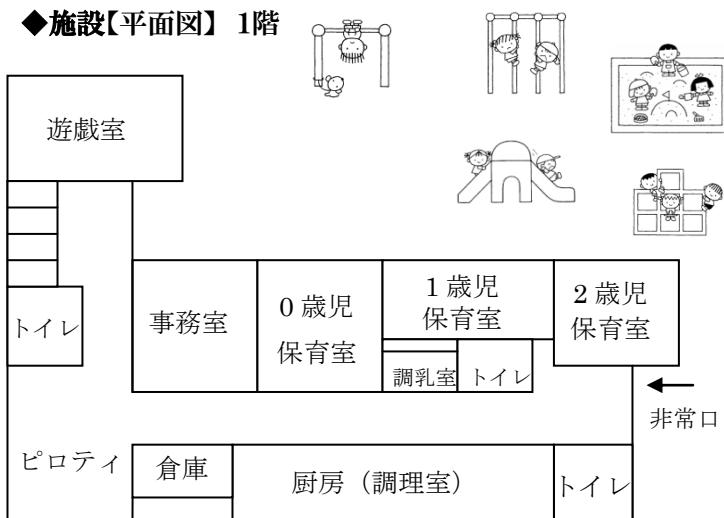 ◆施設【平面図】 1階
遊戯室
トイレ
事務室
0歳児
保育室
1歳児
保育室
2歳児
保育室
調乳室
トイレ
非常口
ピロティ
倉庫
厨房（調理室）
トイレ